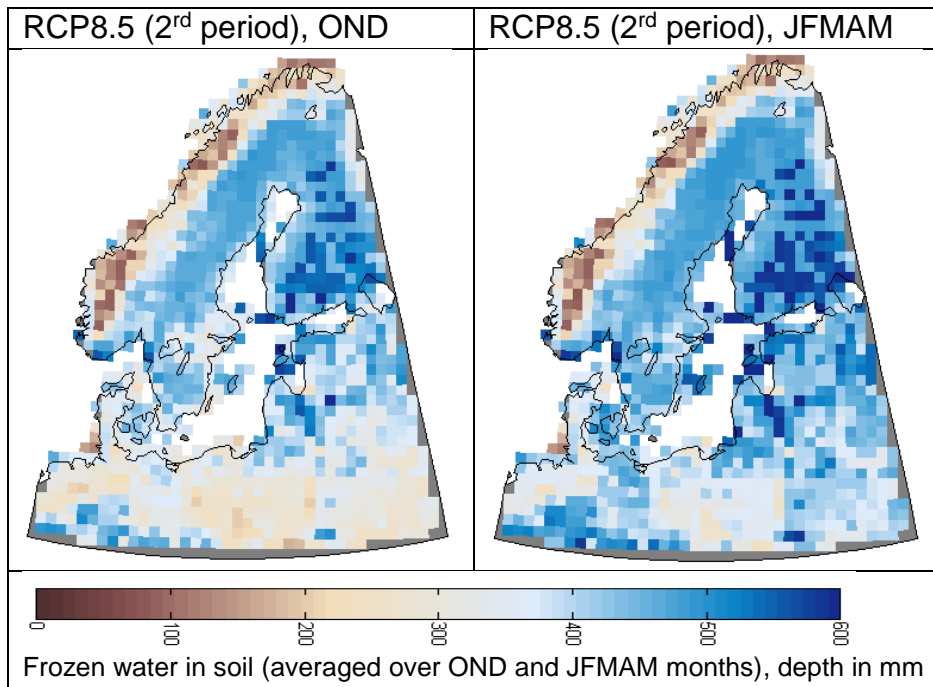 RCP8.5 (2rd period), OND
RCP8.5 (2rd period), JFMAM
0 100 200 300 400 500 600
Frozen water in soil (averaged over OND and JFMAM months), depth in mm